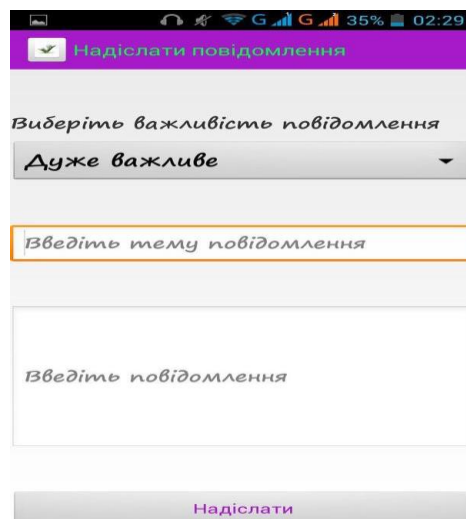 G G 35% 02:29
Надіслати повідомлення
Виберіть важливість повідомлення
Дуже важливе
Введіть тему повідомлення
Введіть повідомлення
Надіслати